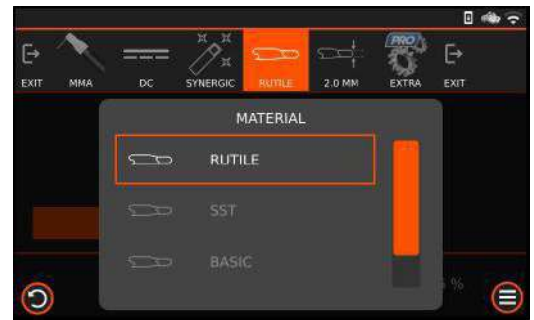 PRO
EXIT MMA DC SYNERGIC RUTILE 2.0 MM EXTRA EXIT
MATERIAL
RUTILE
SST
BASIC
%